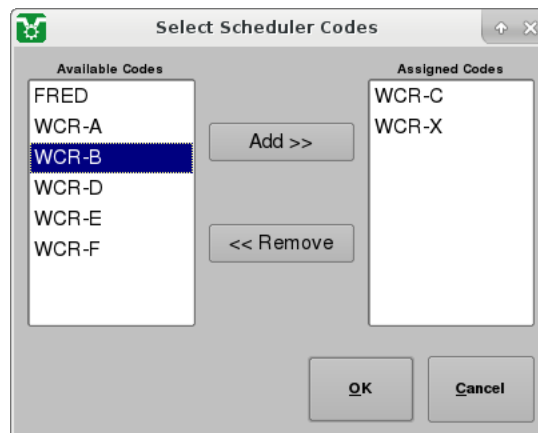 Select Scheduler Codes
Available Codes
FRED
WCR-A
WCR-B
WCR-D
WCR-E
WCR-F
Add >>
<< Remove
Assigned Codes
WCR-C
WCR-X
OK
Cancel